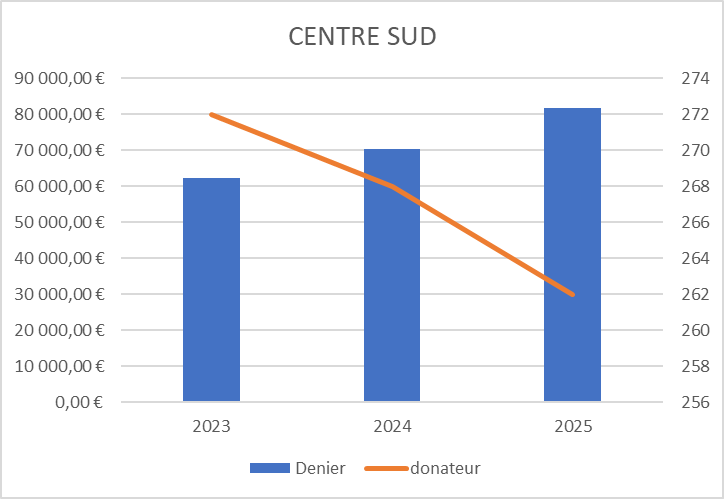 CENTRE SUD
90 000,00 € 274
80 000,00 € 272
70 000,00 € 270
60 000,00 € 268
50 000,00 € 266
40 000,00 € 264
30 000,00 € 262
20 000,00 € 260
10 000,00 € 258
0,00 € 256
2023 2024 2025
Denier donateur